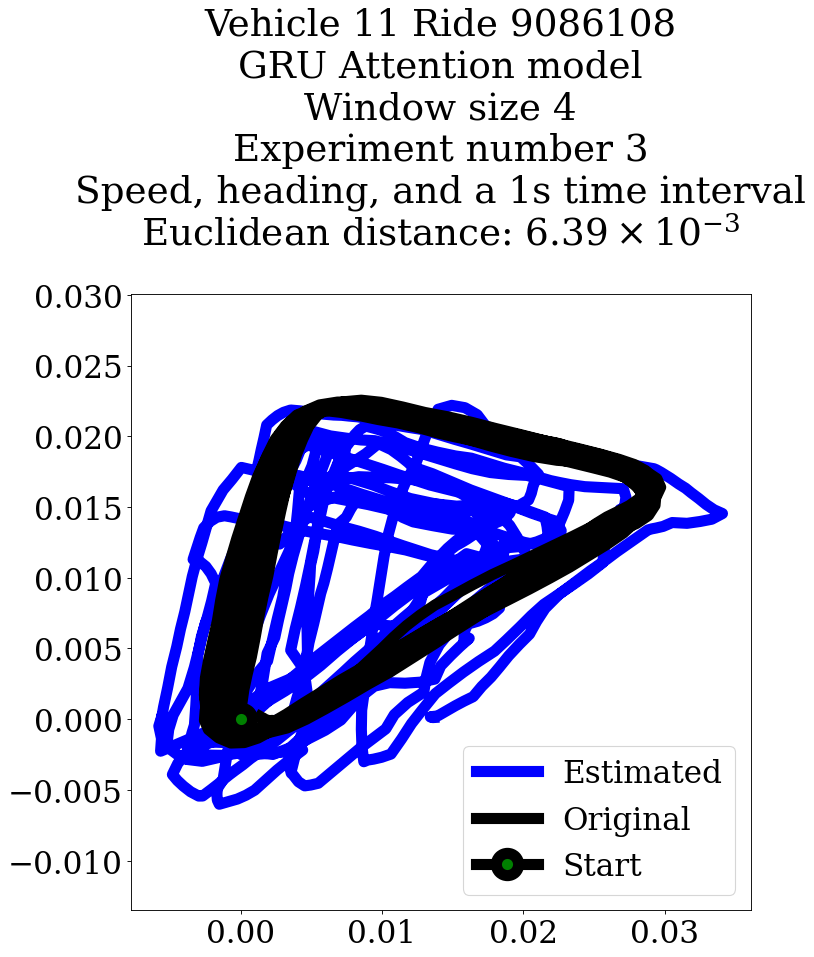 Vehicle 11 Ride 9086108
GRU Attention model
Window size 4
Experiment number 3
Speed, heading, and a 1s time interval
Euclidean distance: 6.39 × 10⁻³
0.030
0.025
0.020
0.015
0.010
0.005
0.000
−0.005
−0.010
Estimated
Original
Start
0.00 0.01 0.02 0.03